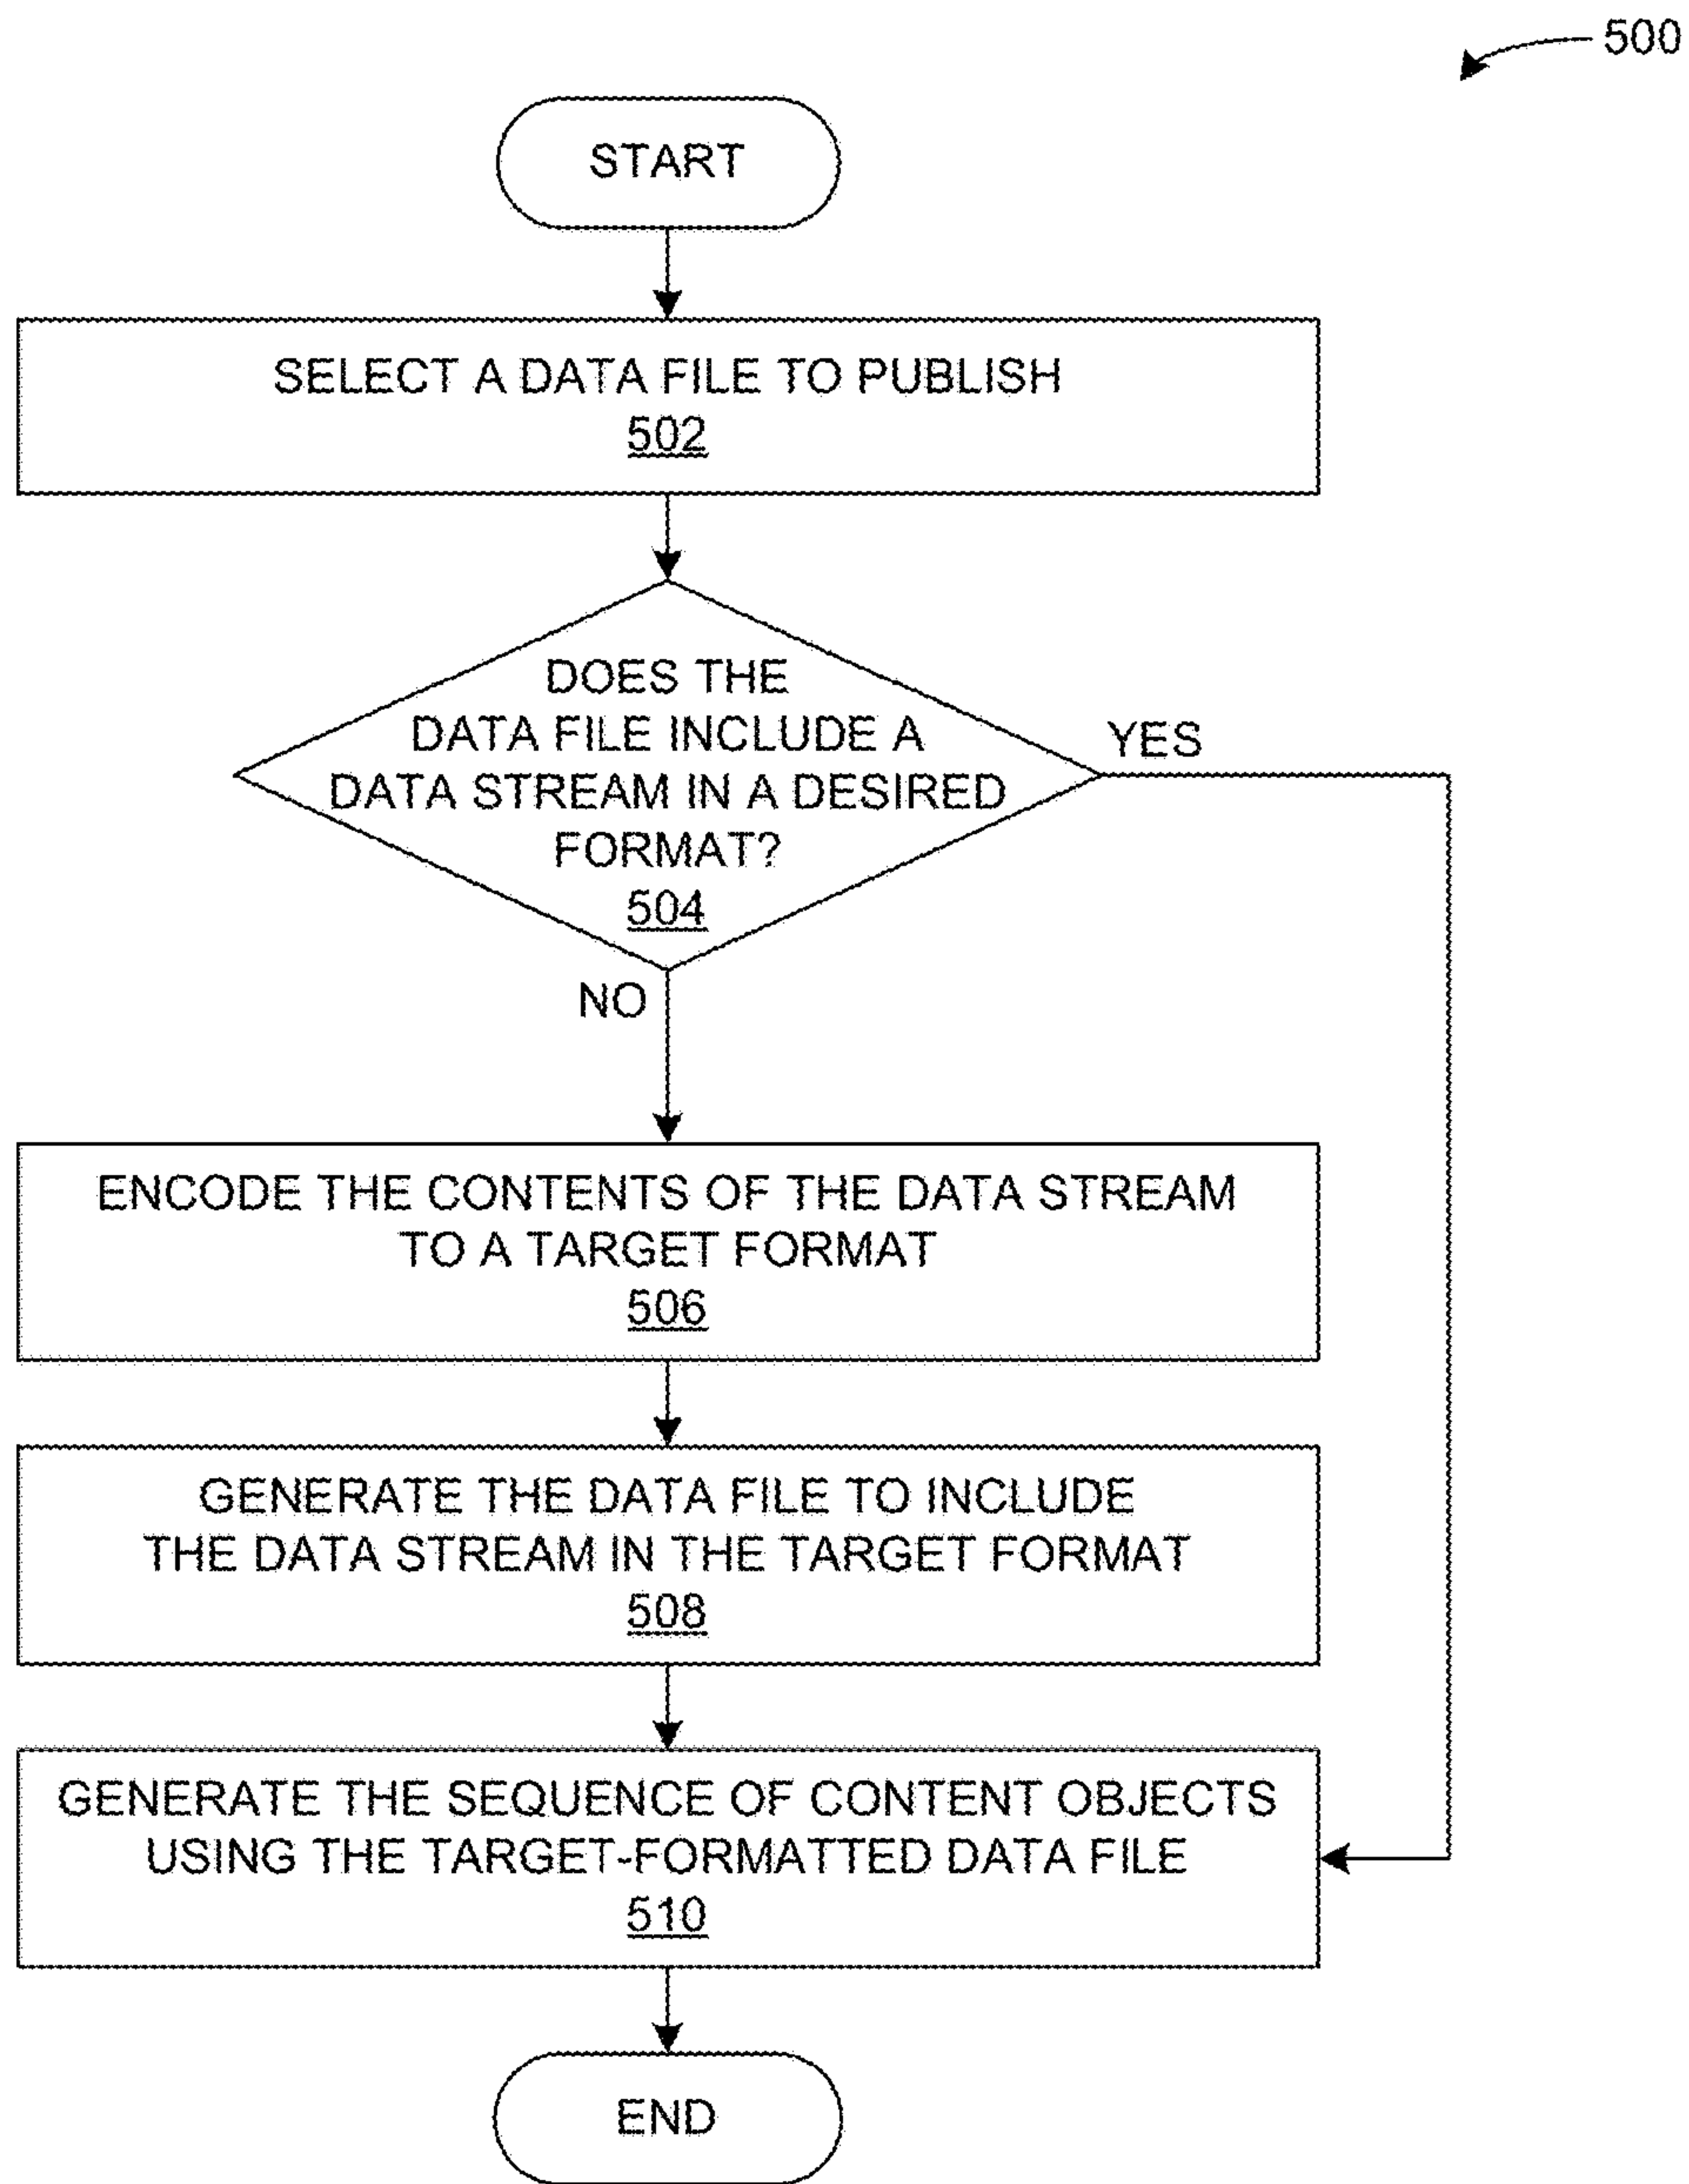 500
START
SELECT A DATA FILE TO PUBLISH
502
DOES THE
DATA FILE INCLUDE A
DATA STREAM IN A DESIRED
FORMAT?
504
YES
NO
ENCODE THE CONTENTS OF THE DATA STREAM
TO A TARGET FORMAT
506
GENERATE THE DATA FILE TO INCLUDE
THE DATA STREAM IN THE TARGET FORMAT
508
GENERATE THE SEQUENCE OF CONTENT OBJECTS
USING THE TARGET-FORMATTED DATA FILE
510
END